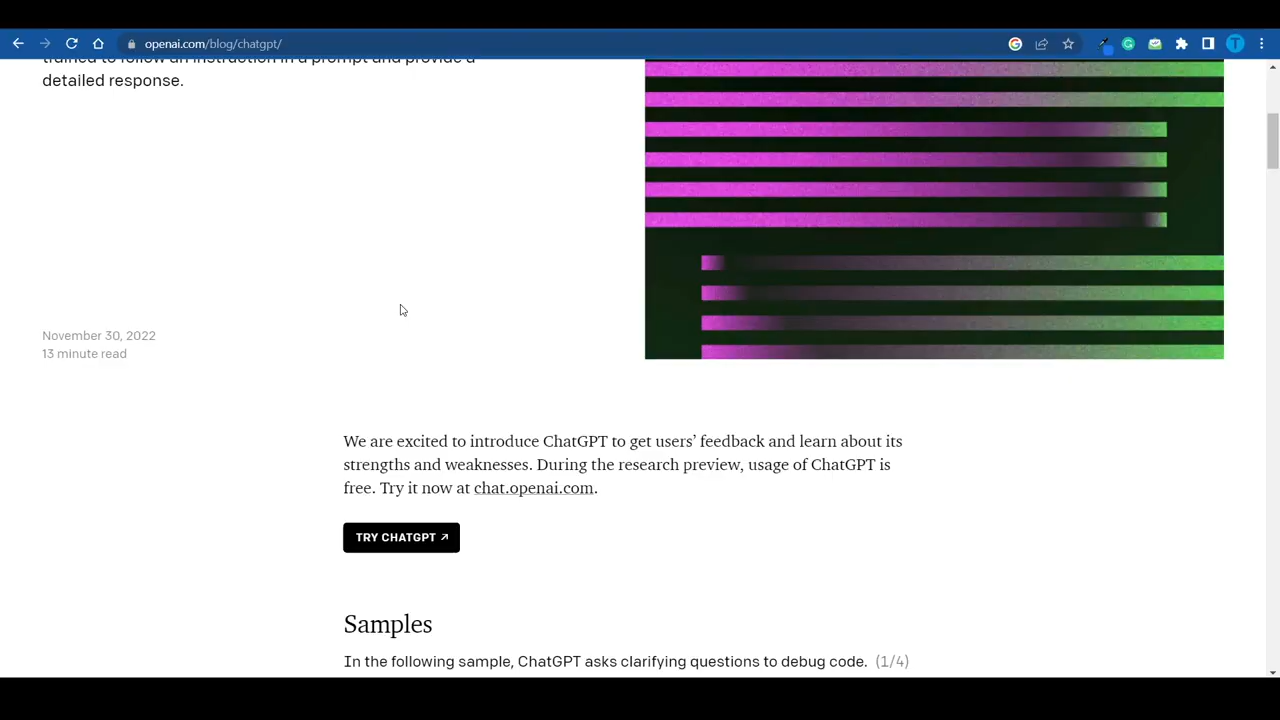 openai.com/blog/chatgpt/
T
trained to follow an instruction in a prompt and provide a
detailed response.
November 30, 2022
13 minute read
We are excited to introduce ChatGPT to get users’ feedback and learn about its
strengths and weaknesses. During the research preview, usage of ChatGPT is
free. Try it now at chat.openai.com.
TRY CHATGPT ↗
Samples
In the following sample, ChatGPT asks clarifying questions to debug code. (1/4)